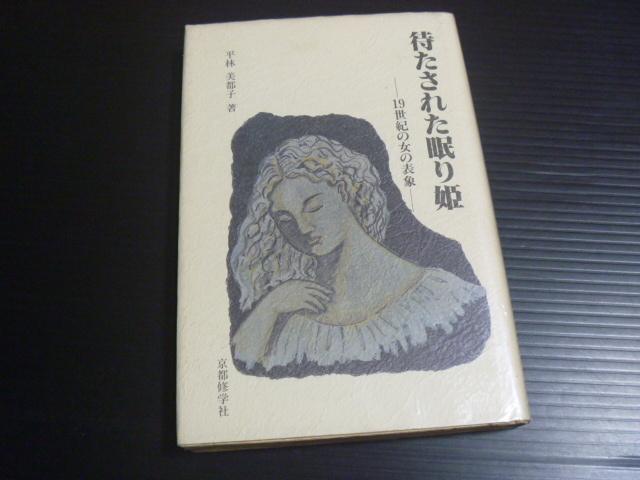 待たされた眠り姫
―19世紀の女の表象―
平林 美都子 著
京都修学社